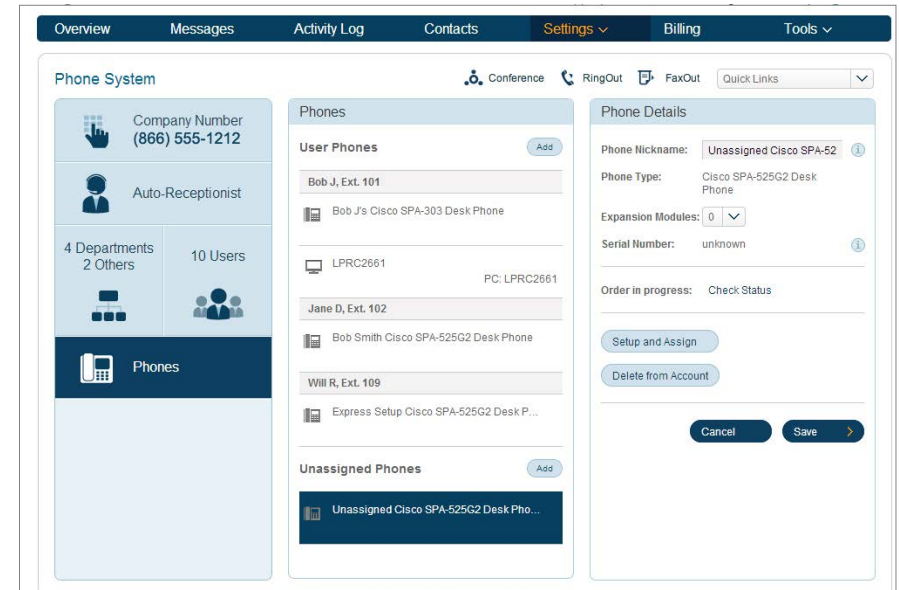 Overview Messages Activity Log Contacts Settings Billing Tools
Phone System
Conference RingOut FaxOut Quick Links
Company Number
(866) 555-1212
Auto-Receptionist
4 Departments
2 Others
10 Users
Phones
Phones
User Phones Add
Bob J, Ext. 101
Bob J's Cisco SPA-303 Desk Phone
LPRC2661
PC: LPRC2661
Jane D, Ext. 102
Bob Smith Cisco SPA-525G2 Desk Phone
Will R, Ext. 109
Express Setup Cisco SPA-525G2 Desk P...
Unassigned Phones Add
Unassigned Cisco SPA-525G2 Desk Pho...
Phone Details
Phone Nickname: Unassigned Cisco SPA-52
Phone Type: Cisco SPA-525G2 Desk
Phone
Expansion Modules: 0
Serial Number: unknown
Order in progress: Check Status
Setup and Assign
Delete from Account
Cancel Save